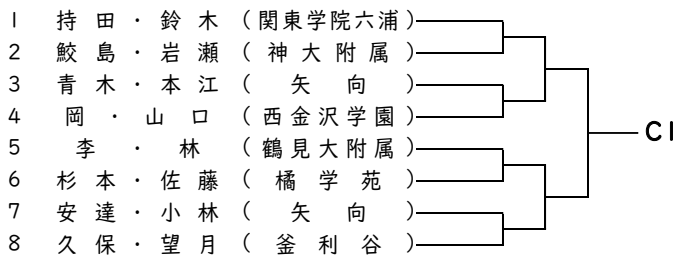 1 持田・鈴木 (関東学院六浦)
2 鮫島・岩瀬 (神大附属)
3 青木・本江 (矢向)
4 岡・山口 (西金沢学園)
5 李・林 (鶴見大附属)
6 杉本・佐藤 (橘学苑)
7 安達・小林 (矢向)
8 久保・望月 (釜利谷)
C1